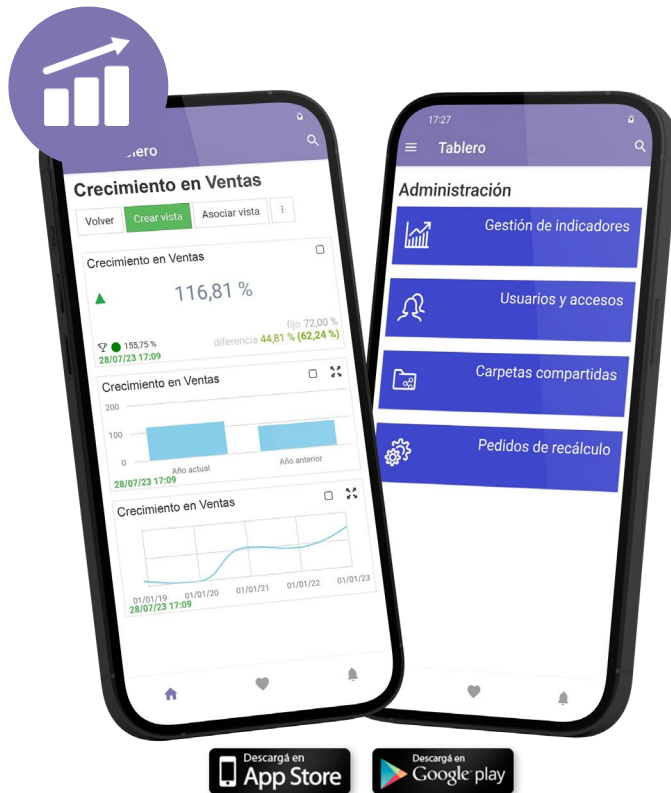 lero
Crecimiento en Ventas
Volver
Crear vista
Asociar vista
Crecimiento en Ventas
116,81 %
fijo 72,00 %
155,75 %
diferencia 44,81 % (62,24 %)
28/07/23 17:09
Crecimiento en Ventas
200
100
0
Año actual
Año anterior
28/07/23 17:09
Crecimiento en Ventas
01/01/19
01/01/20
01/01/21
01/01/22
01/01/23
28/07/23 17:09
17:27
Tablero
Administración
Gestión de indicadores
Usuarios y accesos
Carpetas compartidas
Pedidos de recálculo
Descargá en
App Store
Descargá en
Google play